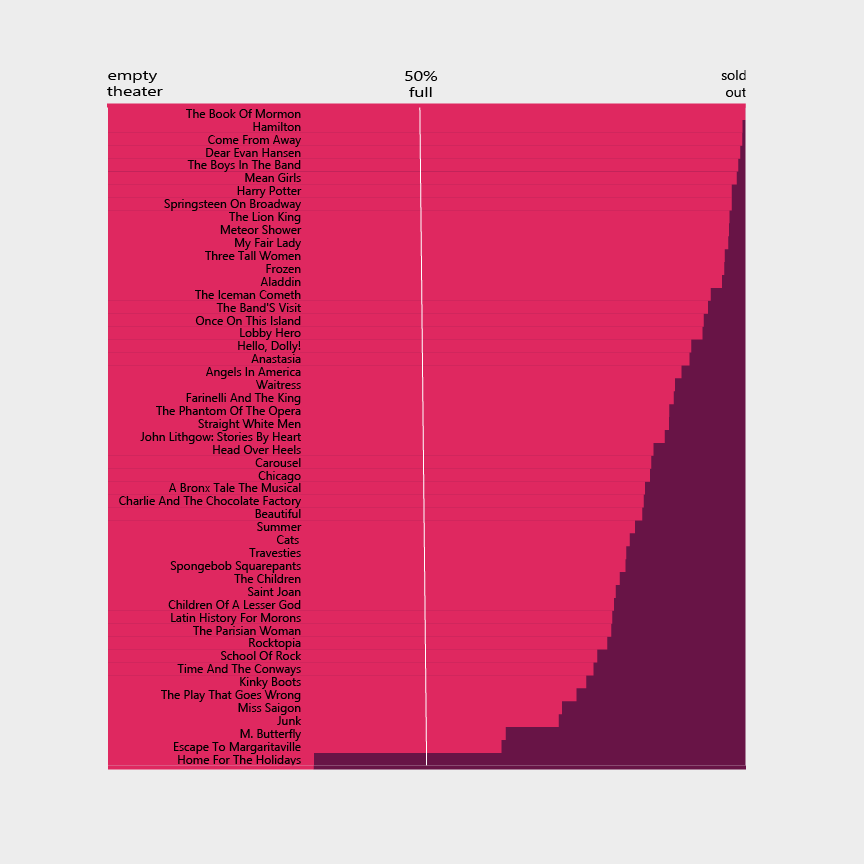 empty
theater
50%
full
sold
out
The Book Of Mormon
Hamilton
Come From Away
Dear Evan Hansen
The Boys In The Band
Mean Girls
Harry Potter
Springsteen On Broadway
The Lion King
Meteor Shower
My Fair Lady
Three Tall Women
Frozen
Aladdin
The Iceman Cometh
The Band'S Visit
Once On This Island
Lobby Hero
Hello, Dolly!
Anastasia
Angels In America
Waitress
Farinelli And The King
The Phantom Of The Opera
Straight White Men
John Lithgow: Stories By Heart
Head Over Heels
Carousel
Chicago
A Bronx Tale The Musical
Charlie And The Chocolate Factory
Beautiful
Summer
Cats
Travesties
Spongebob Squarepants
The Children
Saint Joan
Children Of A Lesser God
Latin History For Morons
The Parisian Woman
Rocktopia
School Of Rock
Time And The Conways
Kinky Boots
The Play That Goes Wrong
Miss Saigon
Junk
M. Butterfly
Escape To Margaritaville
Home For The Holidays